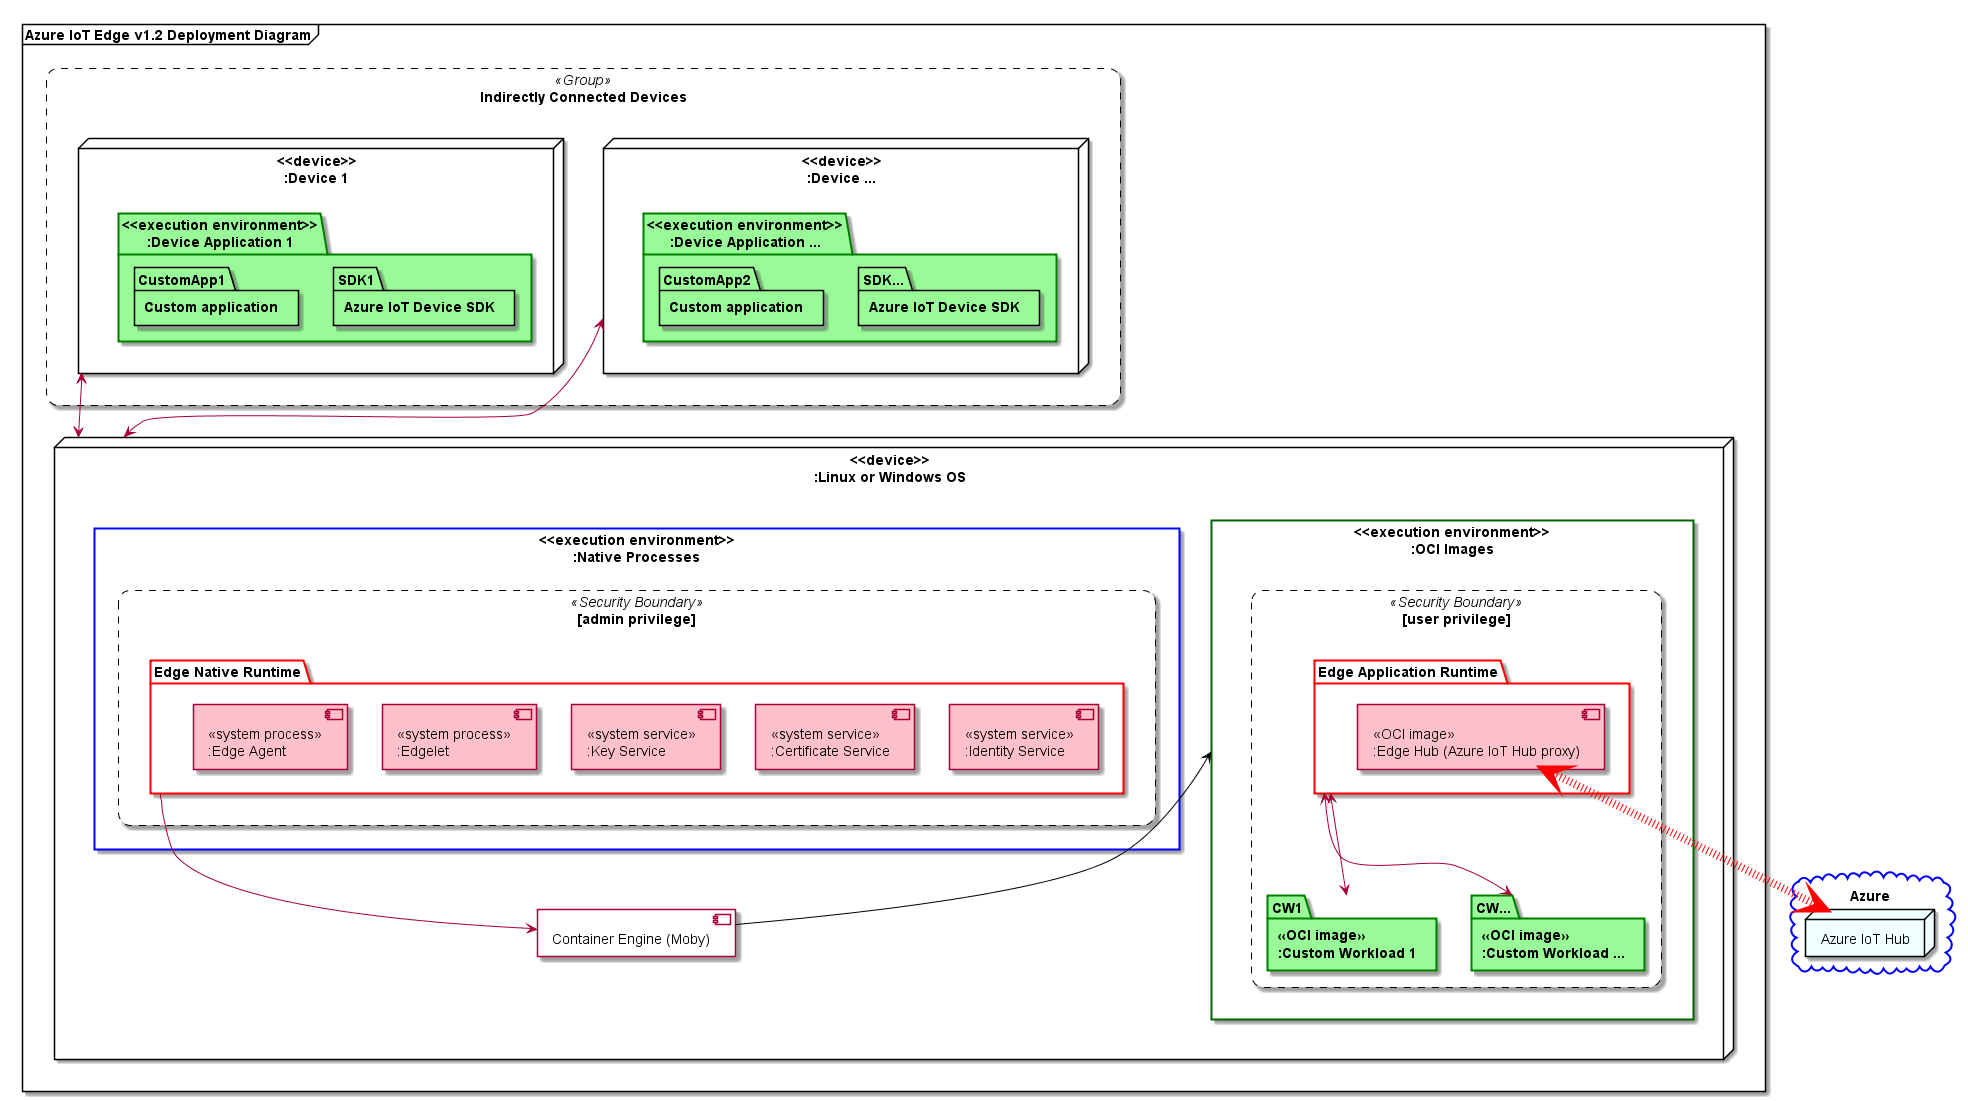 Azure IoT Edge v1.2 Deployment Diagram
«Group»
Indirectly Connected Devices
<<device>>
:Device 1
<<execution environment>>
:Device Application 1
CustomApp1
Custom application
SDK1
Azure IoT Device SDK
<<device>>
:Device ...
<<execution environment>>
:Device Application ...
CustomApp2
Custom application
SDK...
Azure IoT Device SDK
<<device>>
:Linux or Windows OS
<<execution environment>>
:Native Processes
«Security Boundary»
[admin privilege]
Edge Native Runtime
«system process»
:Edge Agent
«system process»
:Edgelet
«system service»
:Key Service
«system service»
:Certificate Service
«system service»
:Identity Service
Container Engine (Moby)
<<execution environment>>
:OCI Images
«Security Boundary»
[user privilege]
Edge Application Runtime
«OCI image»
:Edge Hub (Azure IoT Hub proxy)
CW1
«OCI image»
:Custom Workload 1
CW...
«OCI image»
:Custom Workload ...
Azure
Azure IoT Hub